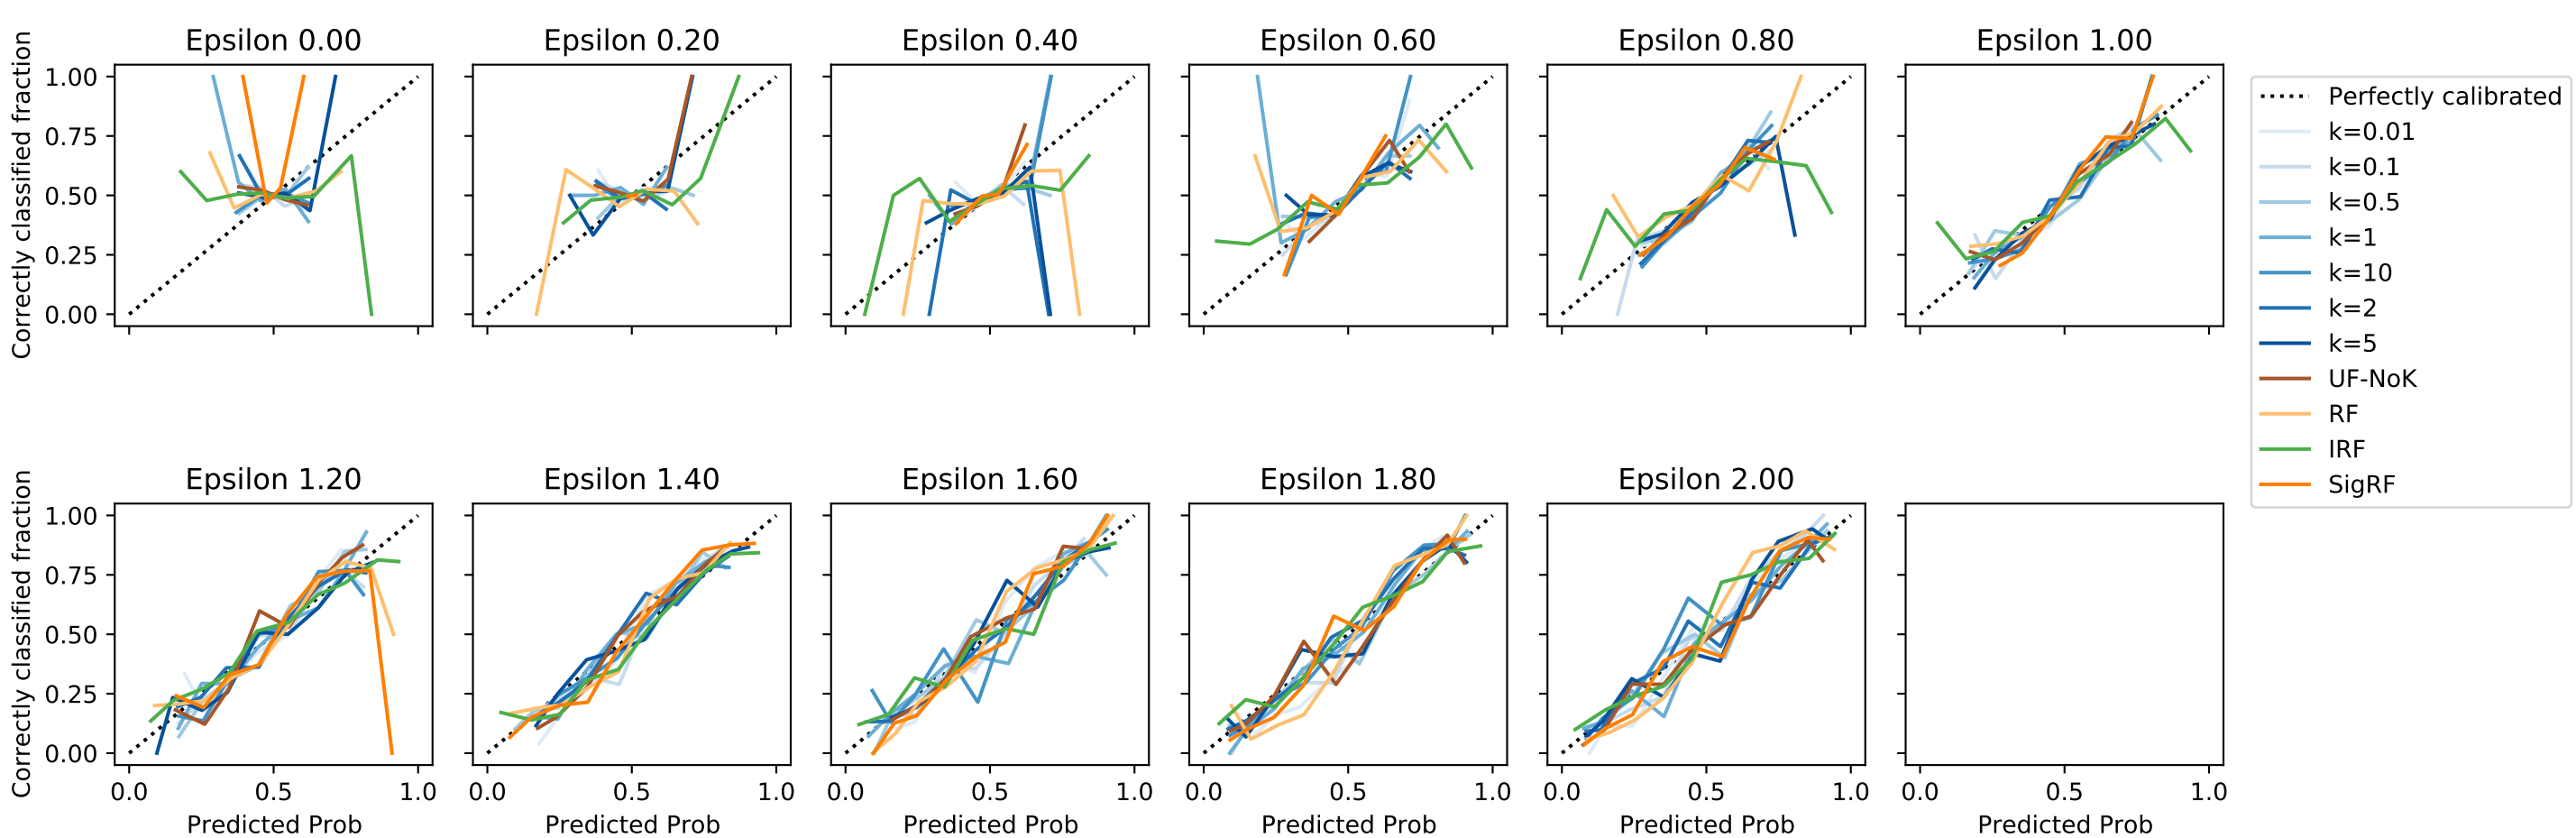 Epsilon 0.00
Epsilon 0.20
Epsilon 0.40
Epsilon 0.60
Epsilon 0.80
Epsilon 1.00
Correctly classified fraction
1.00
0.75
0.50
0.25
0.00
Perfectly calibrated
k=0.01
k=0.1
k=0.5
k=1
k=10
k=2
k=5
UF-NoK
RF
IRF
SigRF
Epsilon 1.20
Epsilon 1.40
Epsilon 1.60
Epsilon 1.80
Epsilon 2.00
Correctly classified fraction
1.00
0.75
0.50
0.25
0.00
0.0 0.5 1.0
0.0 0.5 1.0
0.0 0.5 1.0
0.0 0.5 1.0
0.0 0.5 1.0
0.0 0.5 1.0
Predicted Prob
Predicted Prob
Predicted Prob
Predicted Prob
Predicted Prob
Predicted Prob